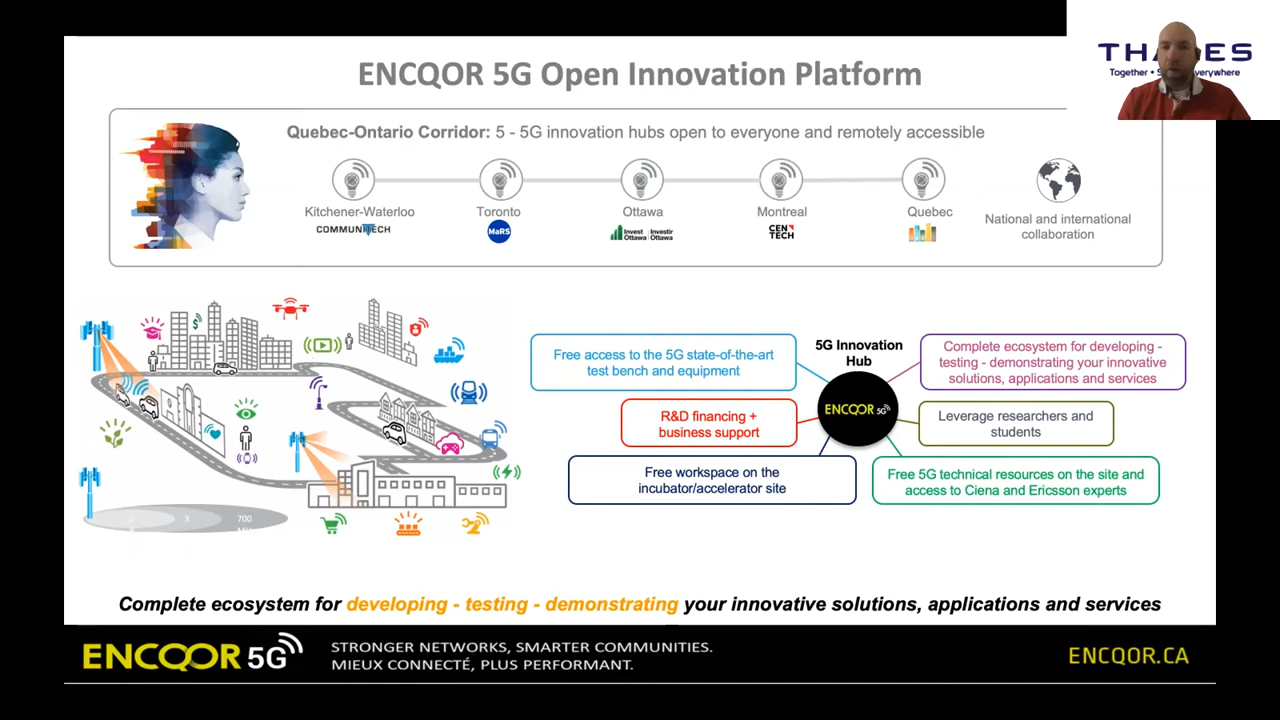 ENCQOR 5G Open Innovation Platform
Together •
Quebec-Ontario Corridor: 5 - 5G innovation hubs open to everyone and remotely accessible
Kitchener-Waterloo
Toronto
Ottawa
Montreal
Quebec
COMMUNITECH
MaRS
Invest Ottawa
Investir Ottawa
CEN
TECH
National and international
collaboration
Free access to the 5G state-of-the-art
test bench and equipment
5G Innovation
Hub
Complete ecosystem for developing -
testing - demonstrating your innovative
solutions, applications and services
R&D financing +
business support
ENCQOR 5G
Leverage researchers and
students
Free workspace on the
incubator/accelerator site
Free 5G technical resources on the site and
access to Ciena and Ericsson experts
3
700
Complete ecosystem for developing - testing - demonstrating your innovative solutions, applications and services
ENCQOR 5G
STRONGER NETWORKS, SMARTER COMMUNITIES.
MIEUX CONNECTÉ, PLUS PERFORMANT.
ENCQOR.CA